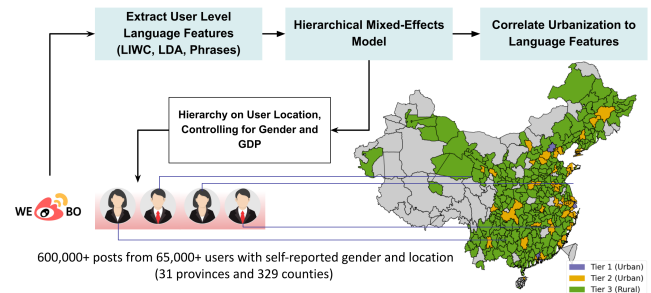 Extract User Level
Language Features
(LIWC, LDA, Phrases)
Hierarchical Mixed-Effects
Model
Correlate Urbanization to
Language Features
Hierarchy on User Location,
Controlling for Gender and
GDP
WE BO
600,000+ posts from 65,000+ users with self-reported gender and location
(31 provinces and 329 counties)
Tier 1 (Urban)
Tier 2 (Urban)
Tier 3 (Rural)